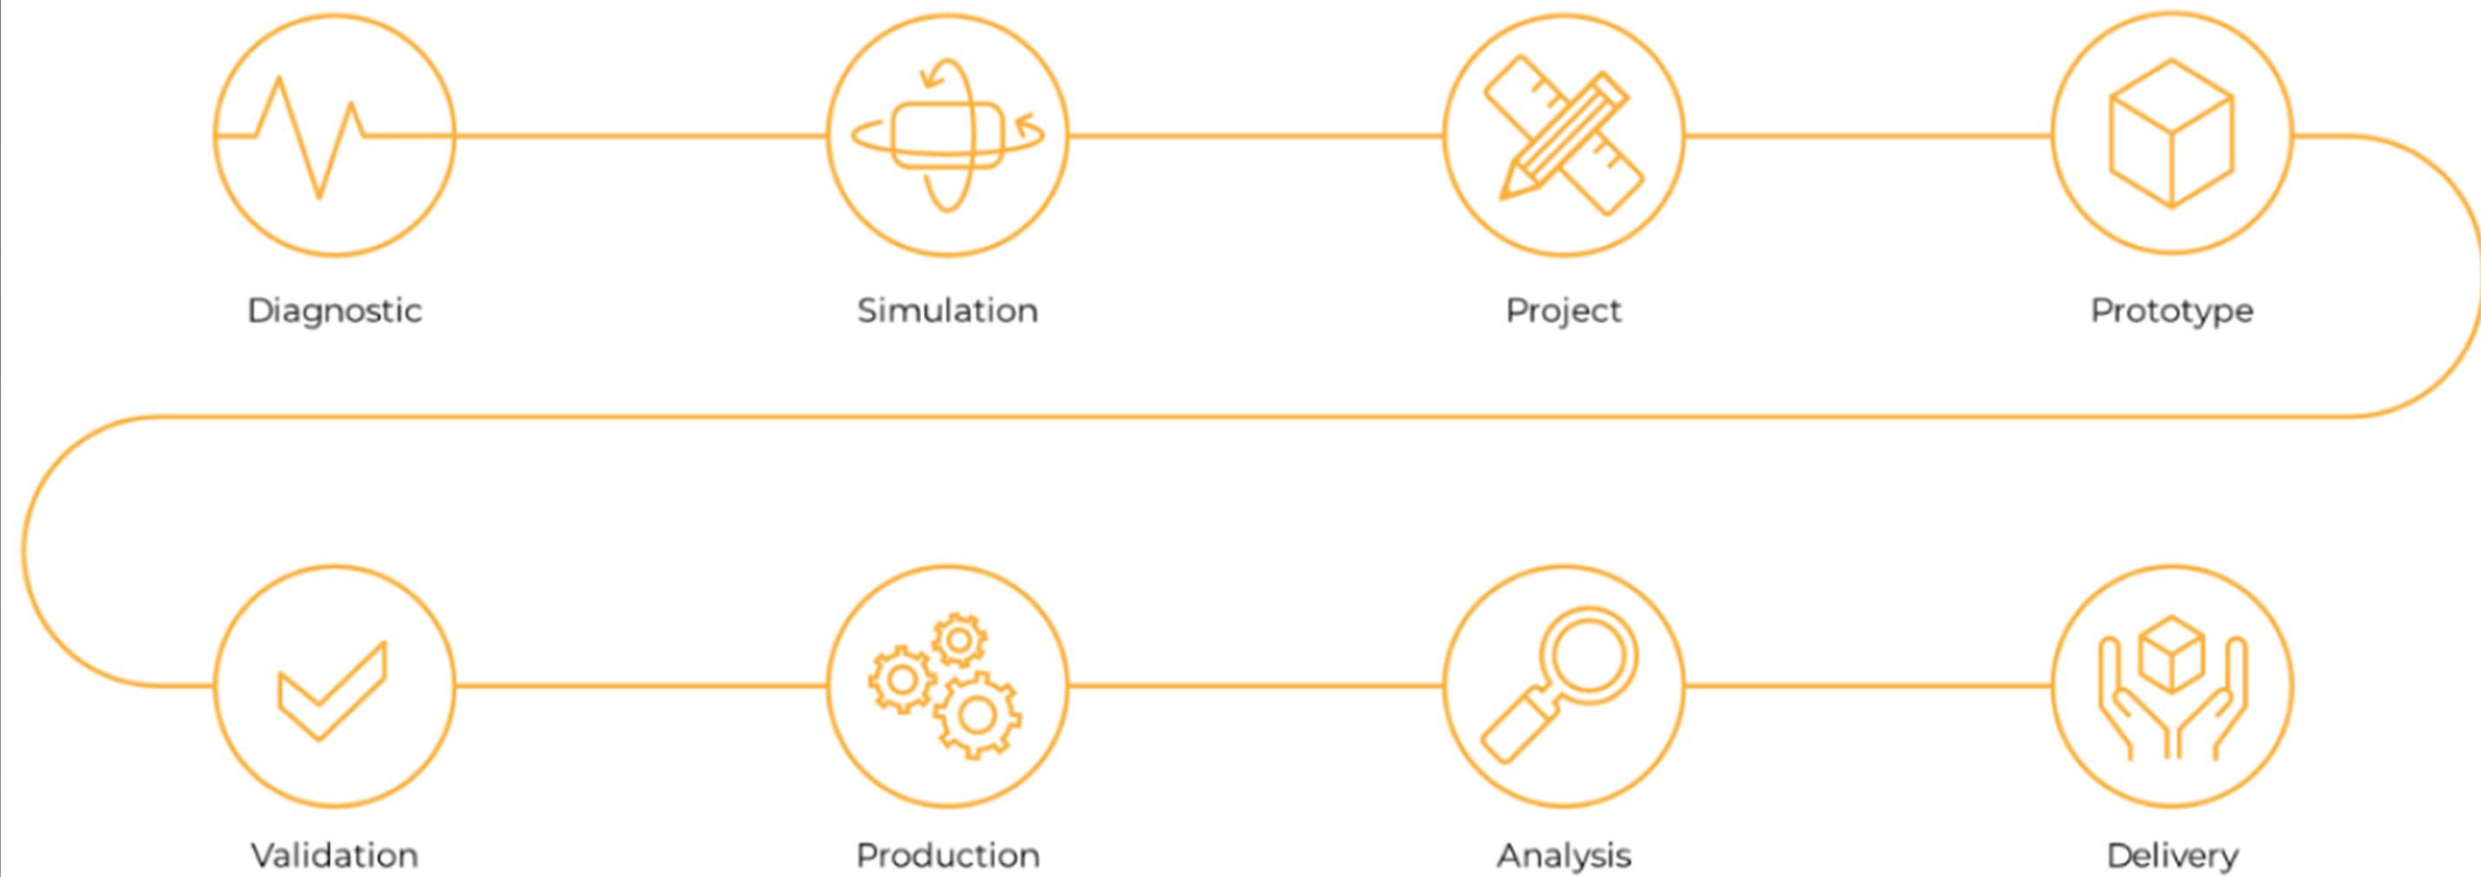 Diagnostic
Simulation
Project
Prototype
Validation
Production
Analysis
Delivery